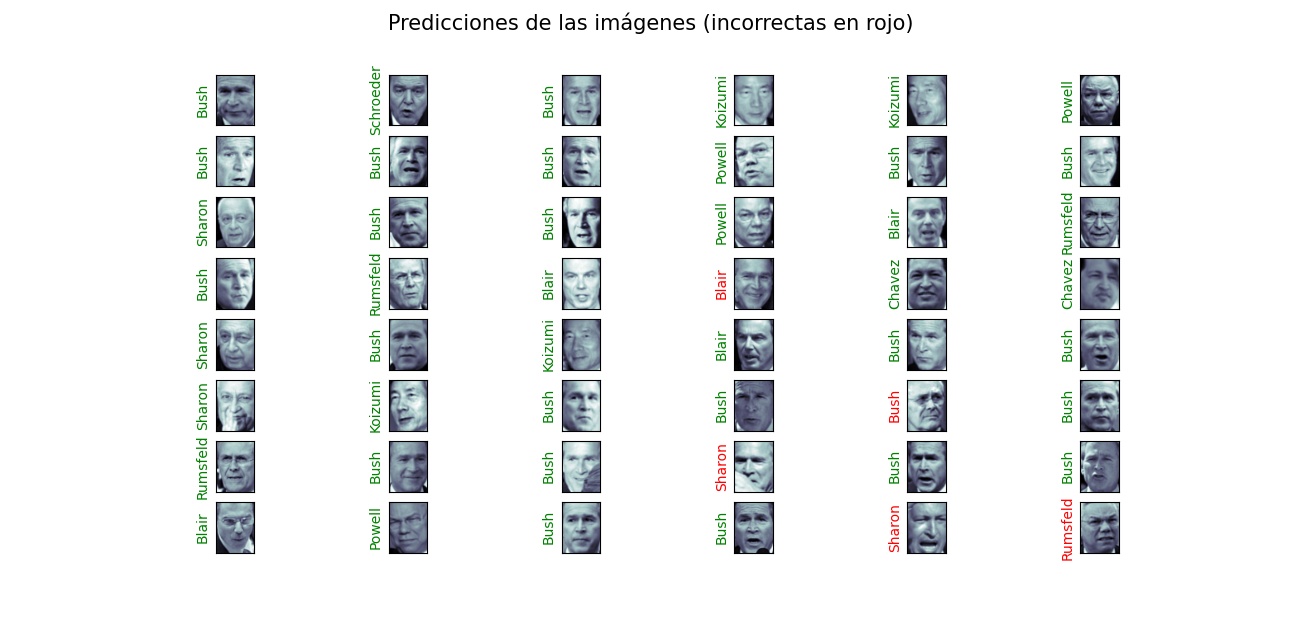 Predicciones de las imágenes (incorrectas en rojo)
Bush
Schroeder
Bush
Koizumi
Koizumi
Powell
Bush
Bush
Bush
Powell
Bush
Bush
Sharon
Bush
Bush
Powell
Blair
Rumsfeld
Bush
Rumsfeld
Blair
Blair
Chavez
Chavez
Sharon
Bush
Koizumi
Blair
Bush
Bush
Sharon
Koizumi
Bush
Bush
Bush
Bush
Rumsfeld
Bush
Bush
Sharon
Bush
Bush
Blair
Powell
Bush
Bush
Sharon
Rumsfeld